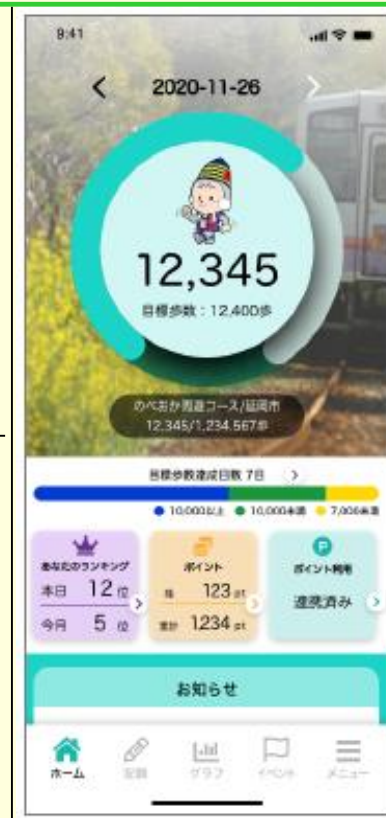 9:41
2020-11-26
12,345
目標歩数：12,400歩
のべおか周遊コース/延岡市
12,345/1,234,567歩
目標歩数達成日数 7日
10,000以上 10,000未満 7,000未満
あなたのランキング
本日 12 位
今月 5 位
ポイント
123 pt
累計 1234 pt
P
ポイント利用
連携済み
お知らせ
ホーム 記録 グラフ イベント メニュー